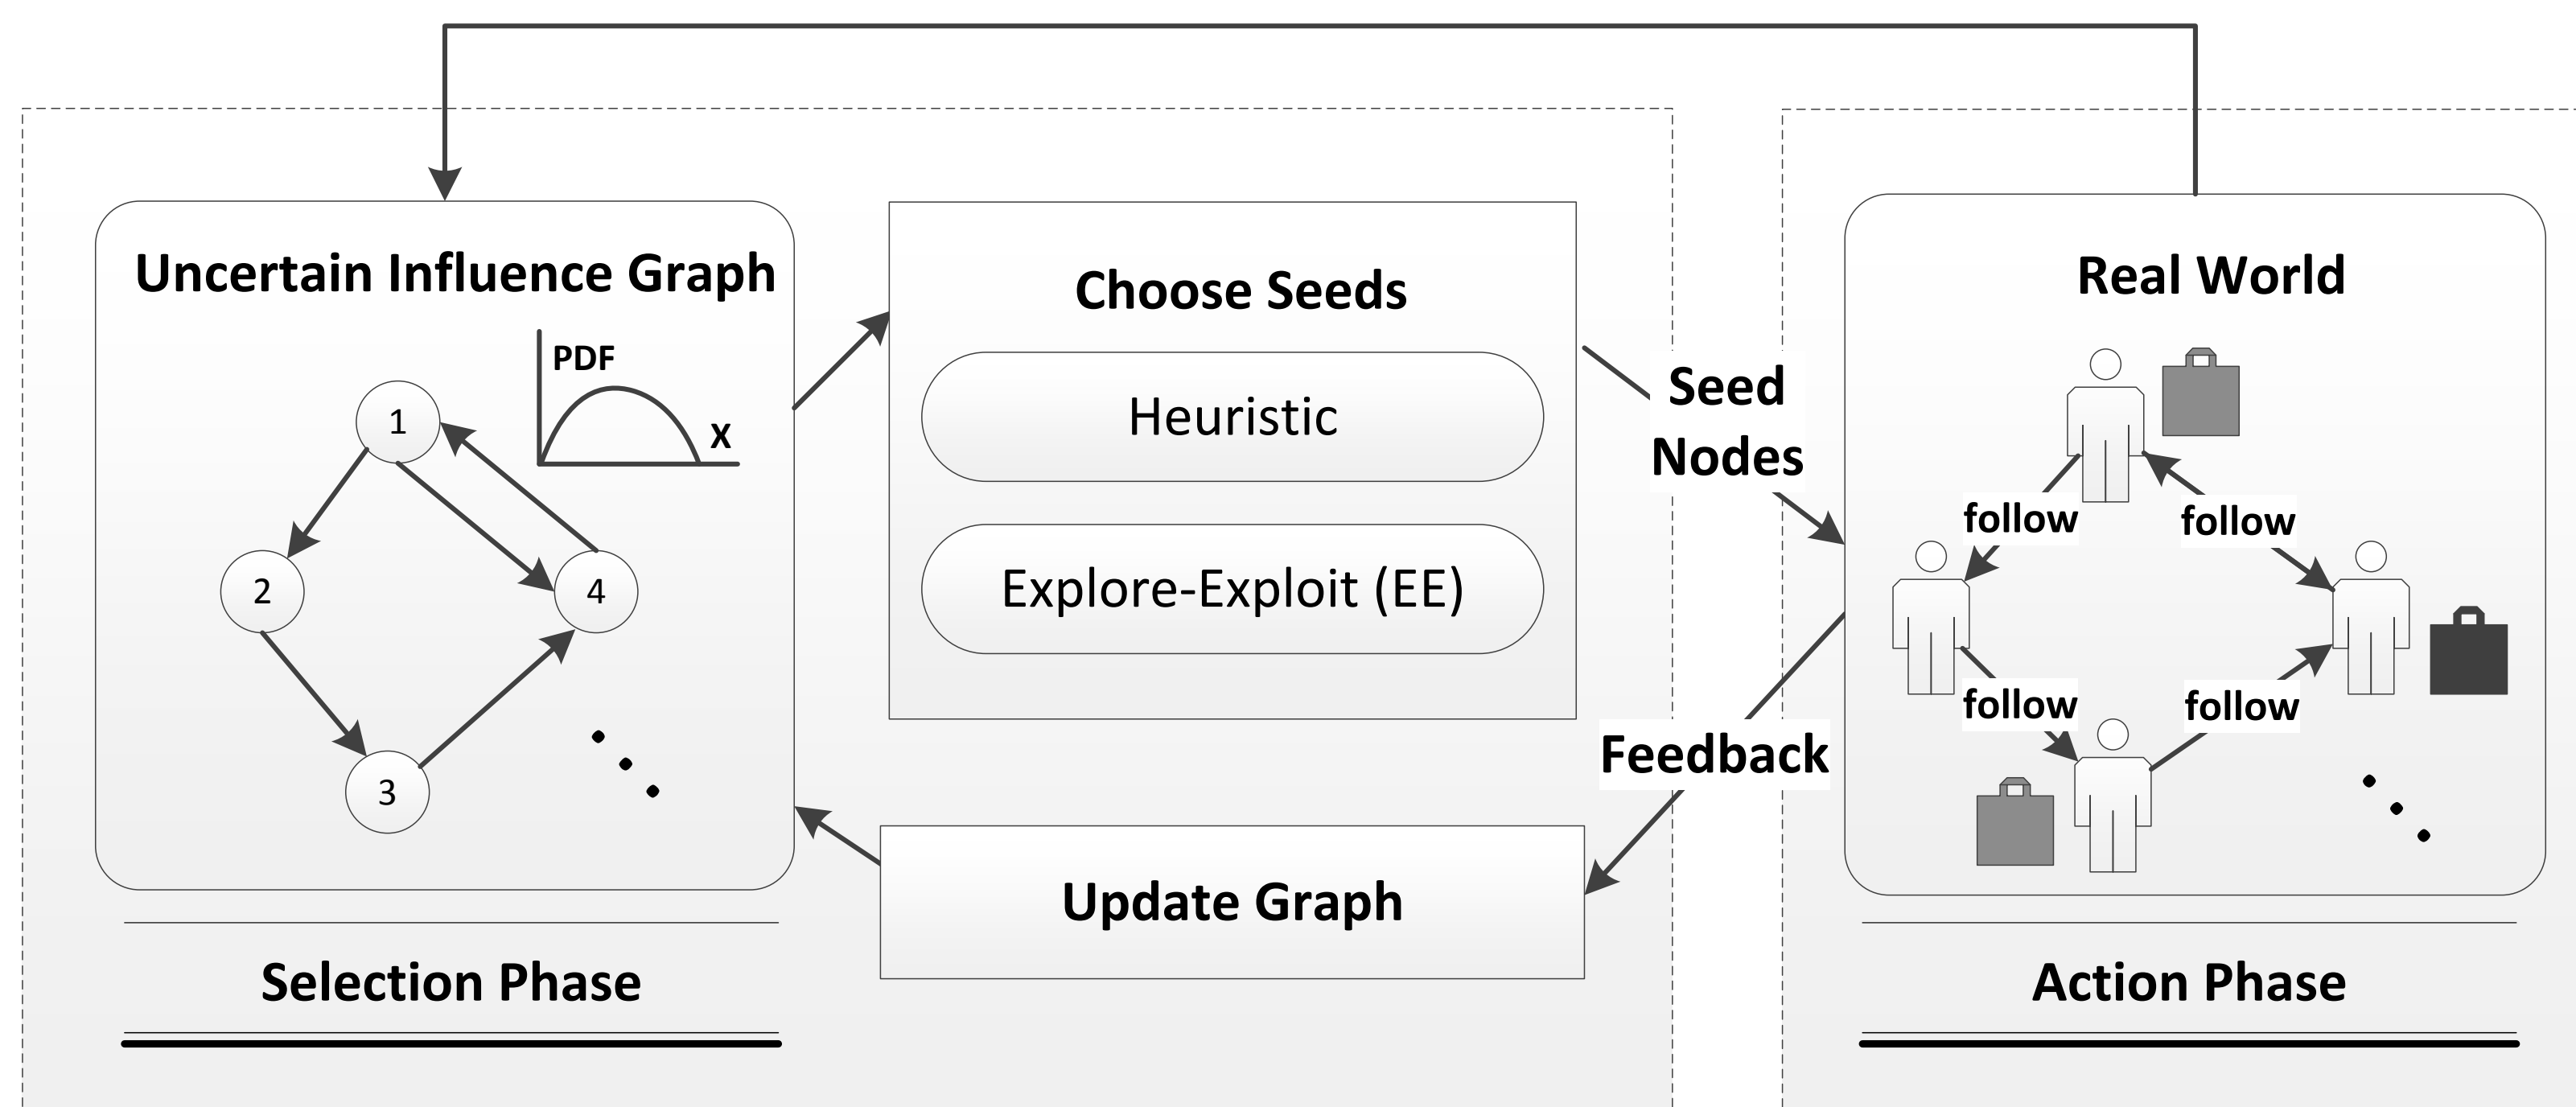 Uncertain Influence Graph
PDF
X
1
2
4
3
Selection Phase
Choose Seeds
Heuristic
Explore-Exploit (EE)
Update Graph
Seed
Nodes
Feedback
Real World
follow
follow
follow
follow
Action Phase